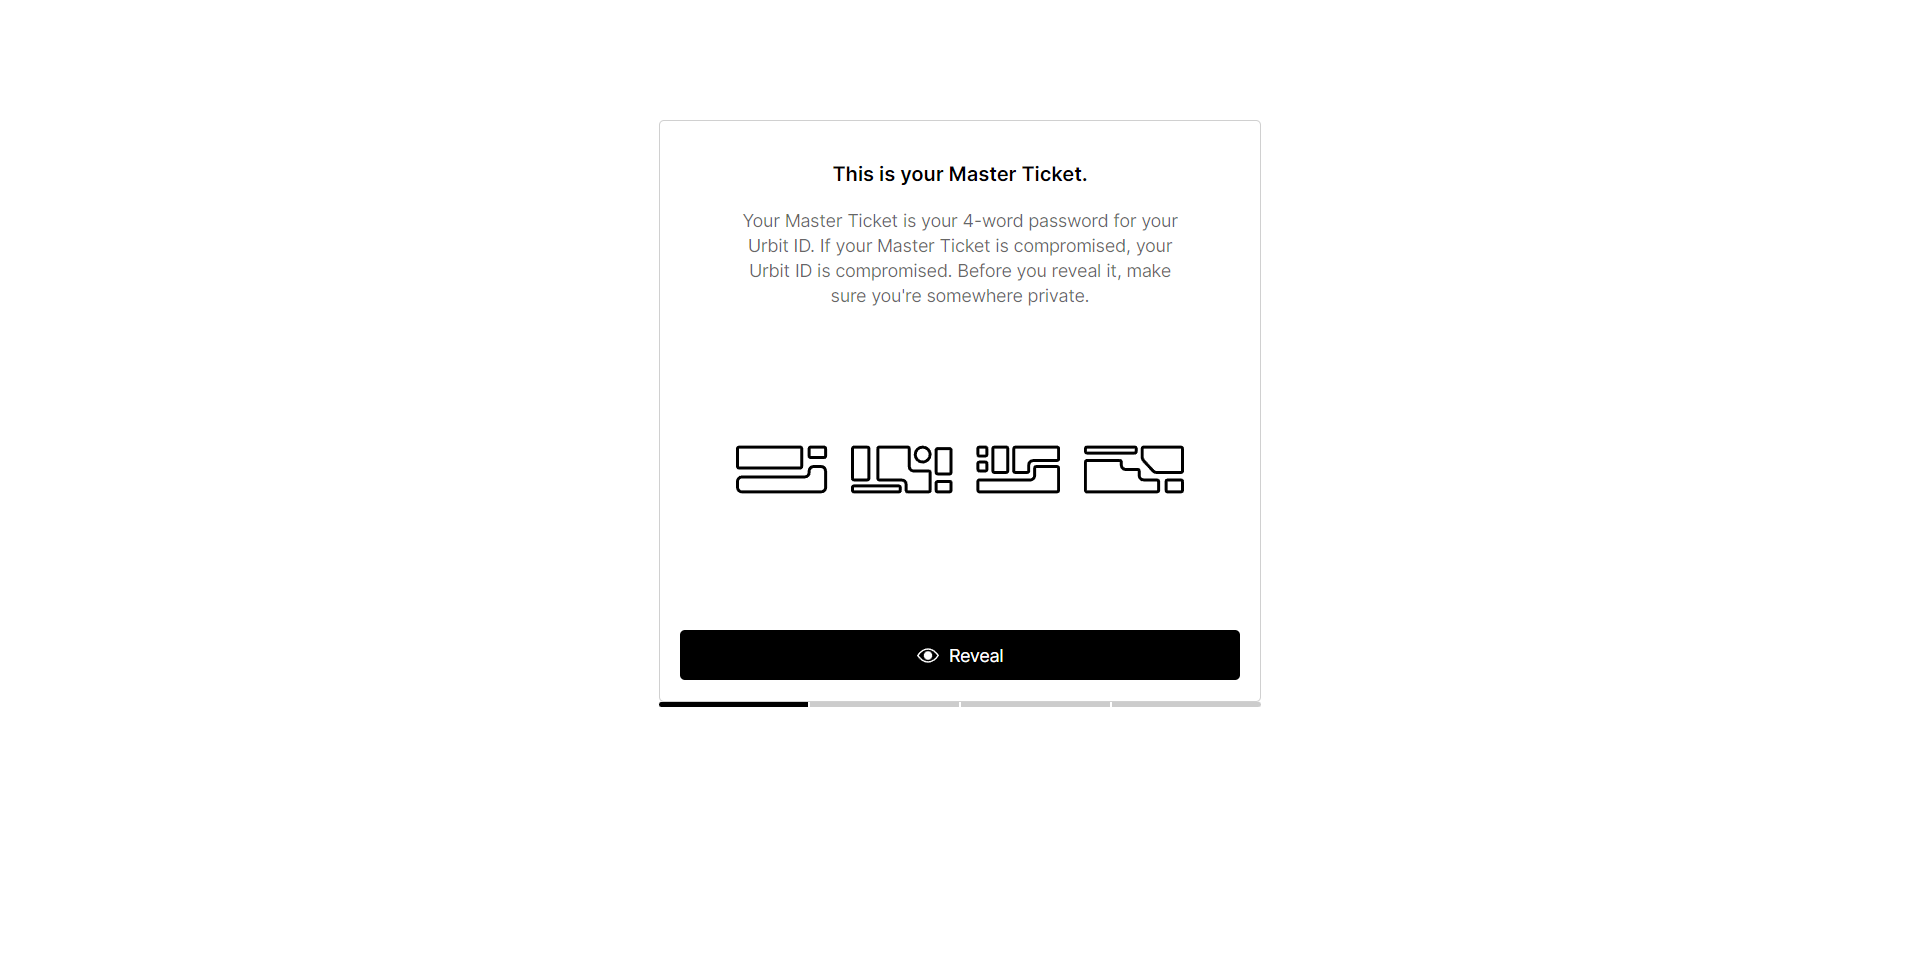 This is your Master Ticket.
Your Master Ticket is your 4-word password for your
Urbit ID. If your Master Ticket is compromised, your
Urbit ID is compromised. Before you reveal it, make
sure you're somewhere private.
Reveal